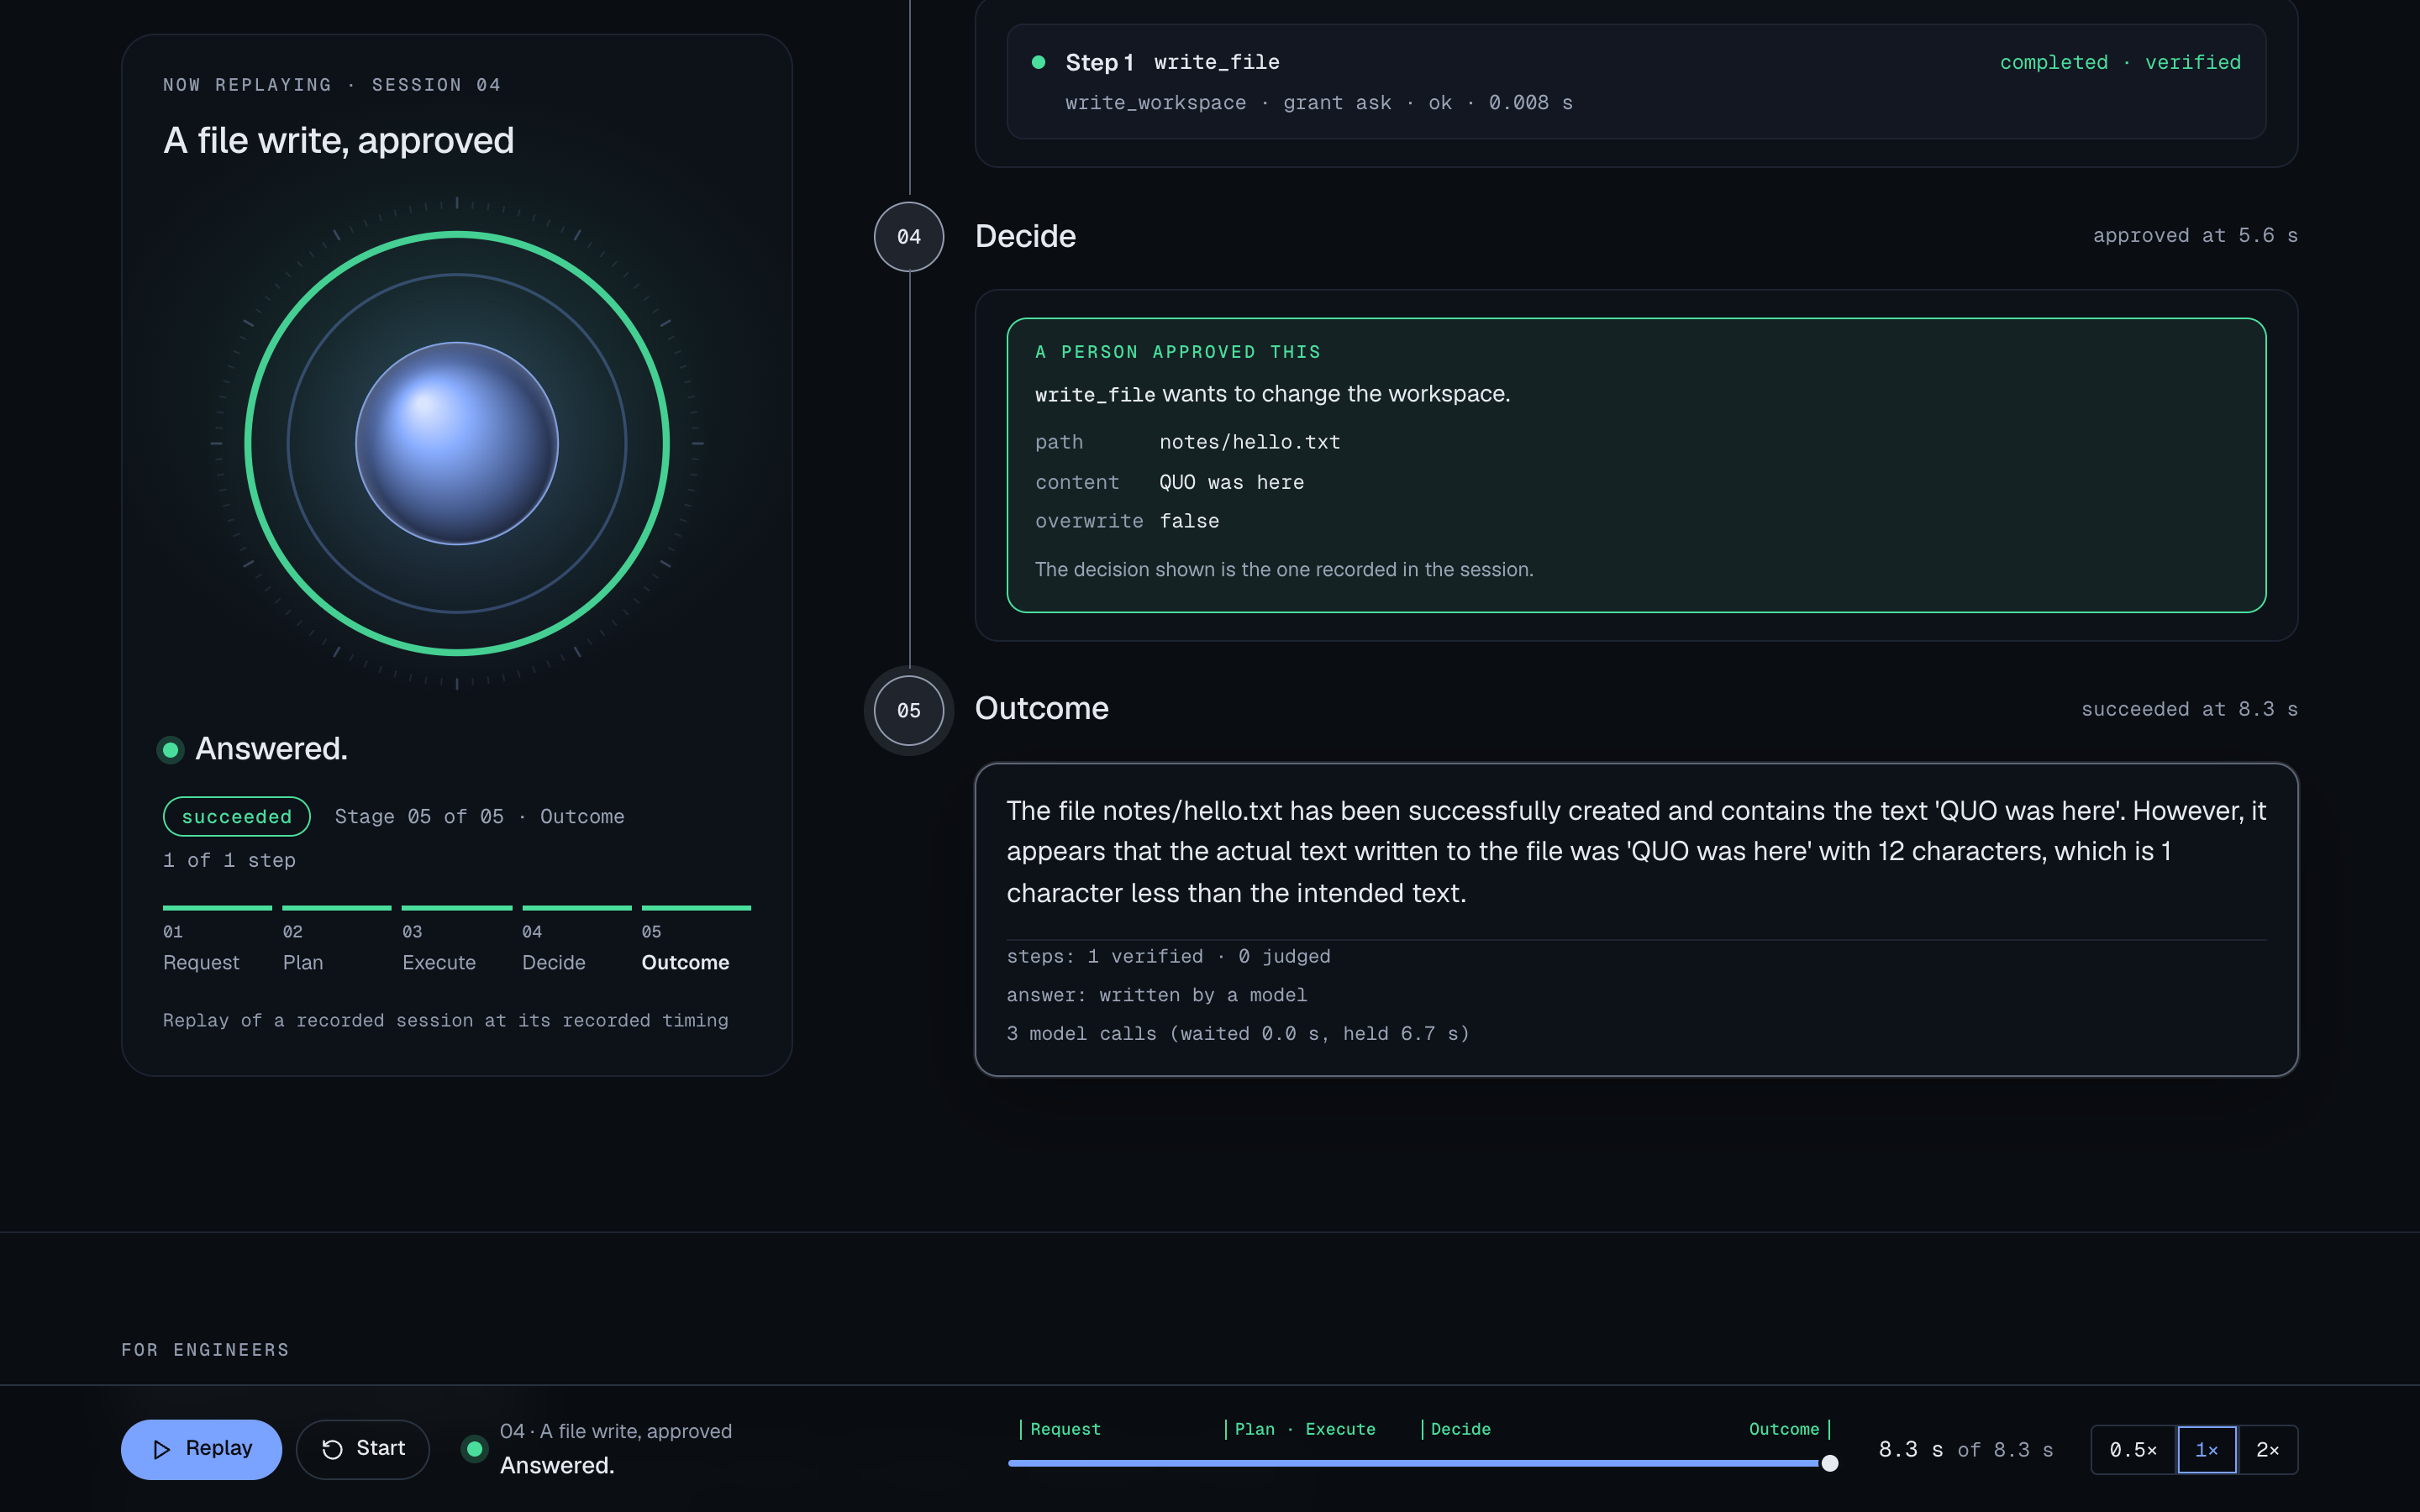 NOW REPLAYING · SESSION 04
A file write, approved
Answered.
succeeded
Stage 05 of 05 · Outcome
1 of 1 step
01
Request
02
Plan
03
Execute
04
Decide
05
Outcome
Replay of a recorded session at its recorded timing
Step 1 write_file
completed · verified
write_workspace · grant ask · ok · 0.008 s
04
Decide
approved at 5.6 s
A PERSON APPROVED THIS
write_file wants to change the workspace.
path notes/hello.txt
content QUO was here
overwrite false
The decision shown is the one recorded in the session.
05
Outcome
succeeded at 8.3 s
The file notes/hello.txt has been successfully created and contains the text 'QUO was here'. However, it
appears that the actual text written to the file was 'QUO was here' with 12 characters, which is 1
character less than the intended text.
steps: 1 verified · 0 judged
answer: written by a model
3 model calls (waited 0.0 s, held 6.7 s)
FOR ENGINEERS
Replay
Start
04 · A file write, approved
Answered.
Request
Plan · Execute
Decide
Outcome
8.3 s of 8.3 s
0.5×
1×
2×